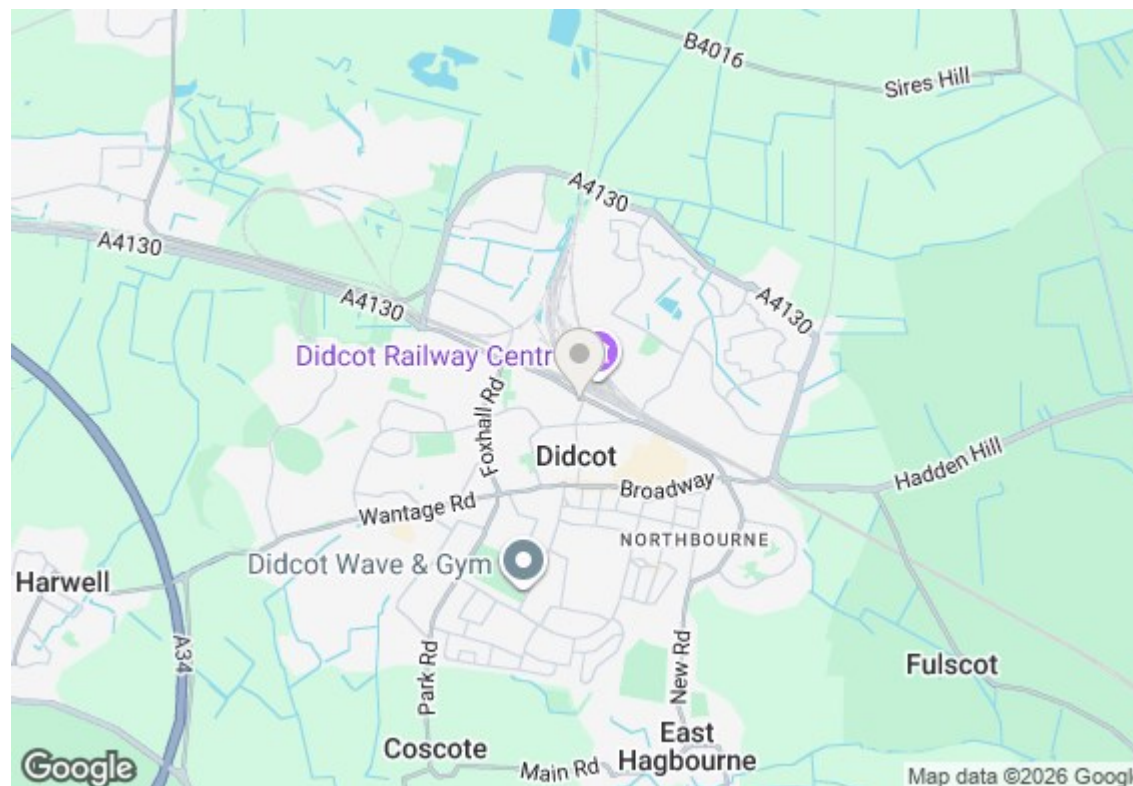 B4016
Sires Hill
A4130
A4130
A4130
A4130
Didcot Railway Centr
Foxhall Rd
Didcot
Hadden Hill
Broadway
Wantage Rd
NORTHBOURNE
Didcot Wave & Gym
Harwell
A34
Park Rd
New Rd
Fulscot
Coscote
East
Hagbourne
Main Rd
Google
Map data ©2026 Google